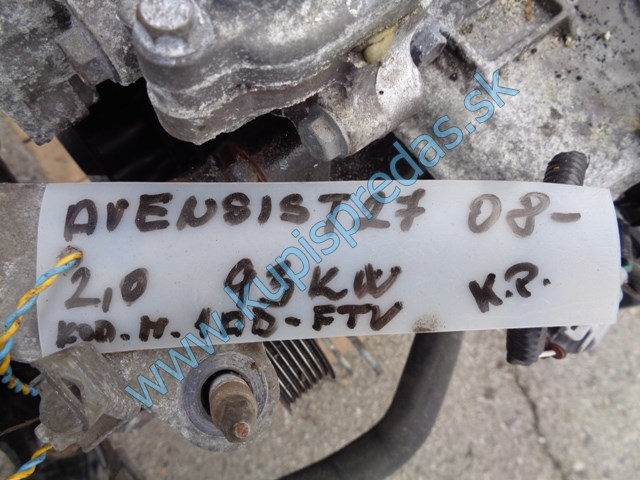 AVENSIS T27 08-
2,0 93KW K.P.
KOD.M. 1AD-FTV
www.kupispredas.sk